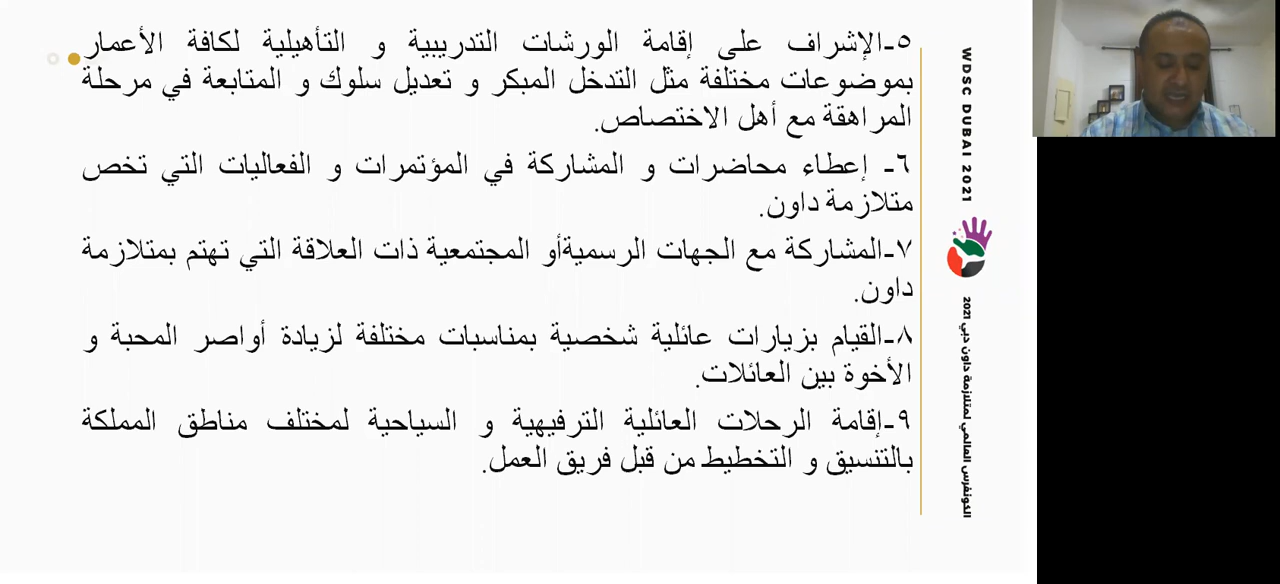 ٥-الإشراف على إقامة الورشات التدريبية و التأهيلية لكافة الأعمار
بموضوعات مختلفة مثل التدخل المبكر و تعديل سلوك و المتابعة في مرحلة
المراهقة مع أهل الاختصاص.
٦- إعطاء محاضرات و المشاركة في المؤتمرات و الفعاليات التي تخص
متلازمة داون.
٧-المشاركة مع الجهات الرسميةأو المجتمعية ذات العلاقة التي تهتم بمتلازمة
داون.
٨-القيام بزيارات عائلية شخصية بمناسبات مختلفة لزيادة أواصر المحبة و
الأخوة بين العائلات.
٩-إقامة الرحلات العائلية الترفيهية و السياحية لمختلف مناطق المملكة
بالتنسيق و التخطيط من قبل فريق العمل.
WDSC DUBAI 2021
الكونغرس العالمي لمتلازمة داون دبي 2021